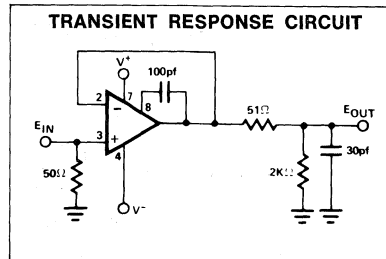 TRANSIENT RESPONSE CIRCUIT
V+
100pf
2
7
8
51Ω
EOUT
EIN
3
4
50Ω
2KΩ
30pf
V-